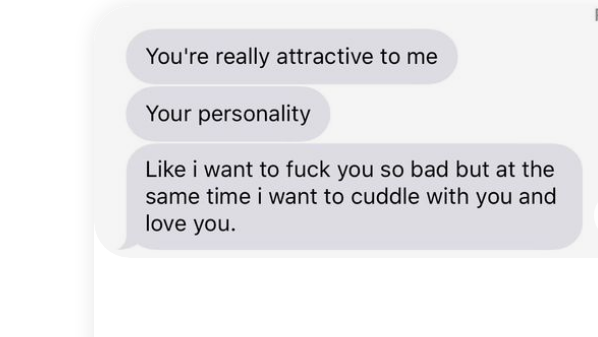 You're really attractive to me
Your personality
Like i want to fuck you so bad but at the
same time i want to cuddle with you and
love you.